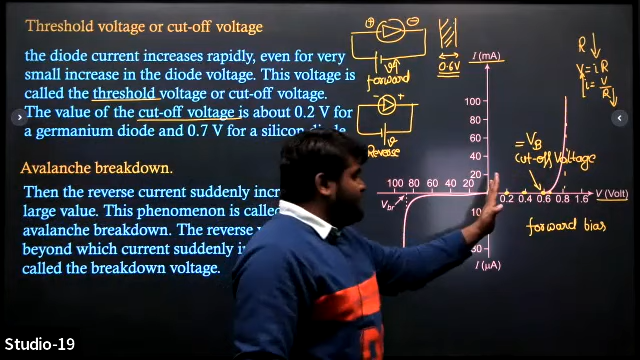 Threshold voltage or cut-off voltage
the diode current increases rapidly, even for very
small increase in the diode voltage. This voltage is
called the threshold voltage or cut-off voltage.
The value of the cut-off voltage is about 0.2 V for
a germanium diode and 0.7 V for a silicon diode
Avalanche breakdown.
Then the reverse current suddenly
large value. This phenomenon is called
avalanche breakdown. The reverse
beyond which current suddenly
called the breakdown voltage.
+ −
forward
− +
Reverse
0.6V
I (mA)
100
80
60
40
20
100 80 60 40 20
0.2 0.4 0.6 0.8 1.6
V (Volt)
I (μA)
V_br
= V_B
Cut-off Voltage
forward bias
R ↓
V = i R
i = V/R ↓
Studio-19